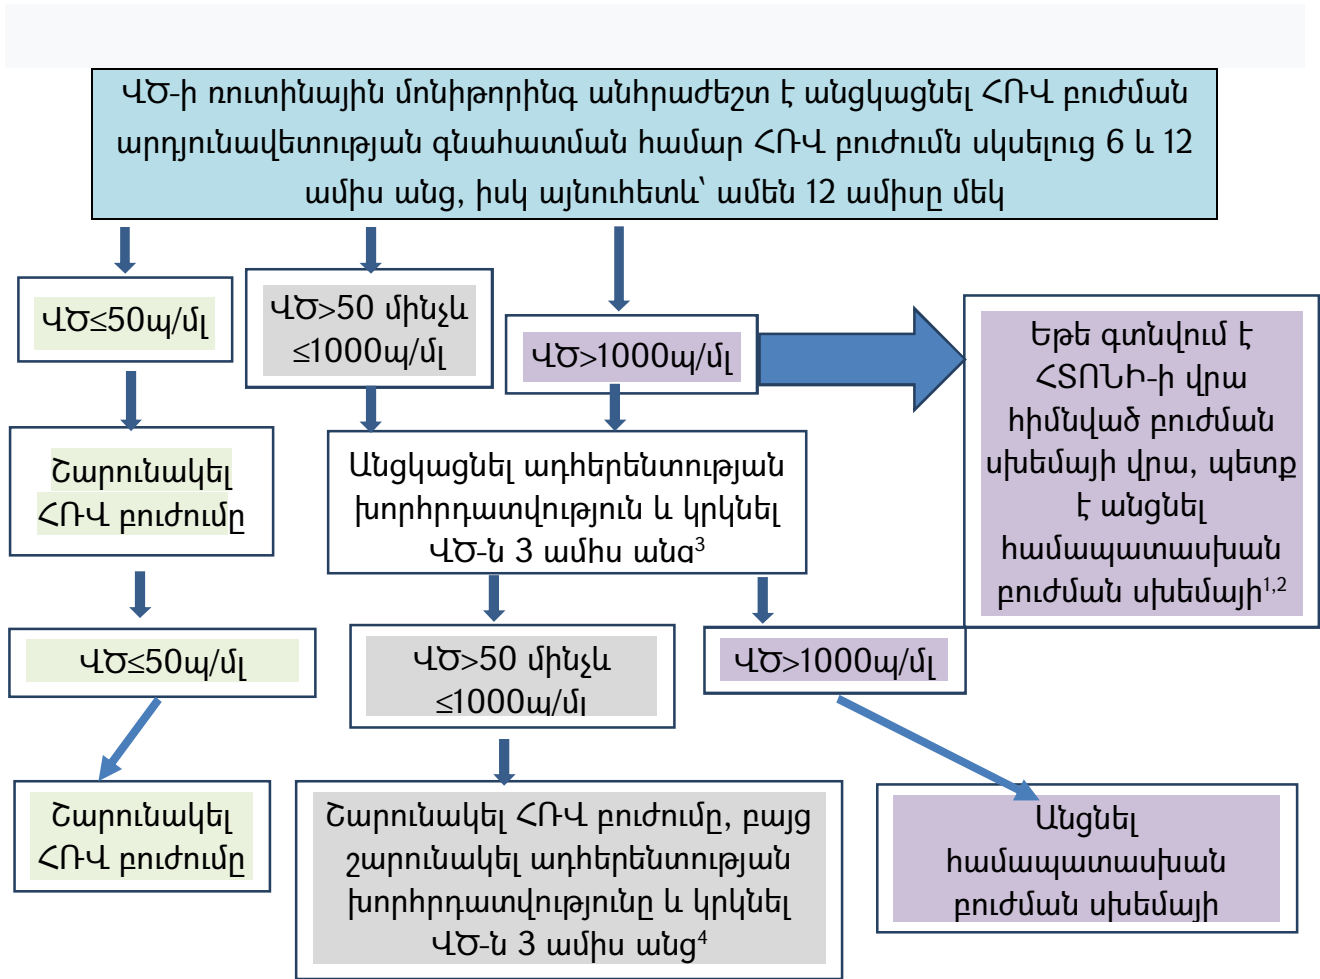 ՎԾ-ի ռուտինային մոնիթորինգ անհրաժեշտ է անցկացնել ՀՌՎ բուժման
արդյունավետության գնահատման համար ՀՌՎ բուժումն սկսելուց 6 և 12
ամիս անց, իսկ այնուհետև՝ ամեն 12 ամիսը մեկ
ՎԾ≤50պ/մլ
ՎԾ>50 մինչև
≤1000պ/մլ
ՎԾ>1000պ/մլ
Եթե գտնվում է
ՀՏՈՆԻ-ի վրա
հիմնված բուժման
սխեմայի վրա, պետք
է անցնել
համապատասխան
բուժման սխեմայի1,2
Շարունակել
ՀՌՎ բուժումը
Անցկացնել ադհերենտության
խորհրդատվություն և կրկնել
ՎԾ-ն 3 ամիս անց3
ՎԾ≤50պ/մլ
ՎԾ>50 մինչև
≤1000պ/մլ
ՎԾ>1000պ/մլ
Շարունակել
ՀՌՎ բուժումը
Շարունակել ՀՌՎ բուժումը, բայց
շարունակել ադհերենտության
խորհրդատվությունը և կրկնել
ՎԾ-ն 3 ամիս անց4
Անցնել
համապատասխան
բուժման սխեմայի